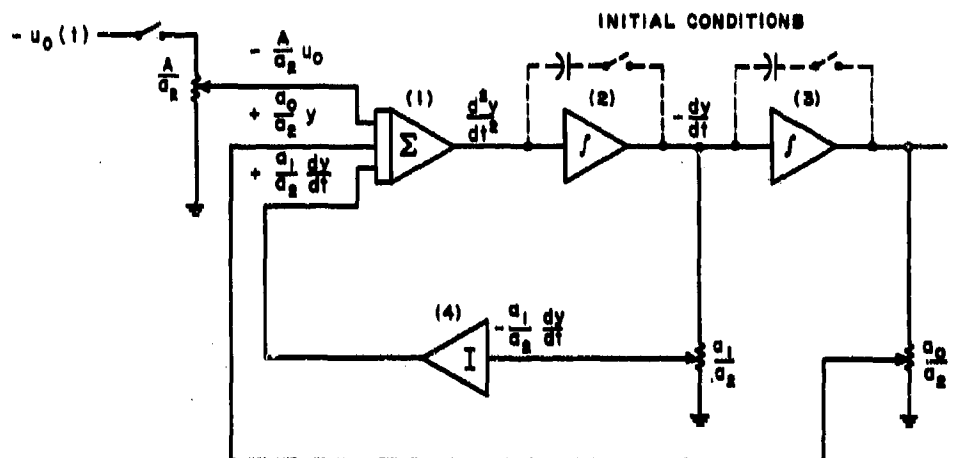 INITIAL CONDITIONS
- u₀(t)
A/a₂
- A/a₂ u₀
+ a₀/a₂ y
+ a₁/a₂ dy/dt
(1)
Σ
d²y/dt²
(2)
∫
- dy/dt
(3)
∫
(4)
I
- a₁/a₂ dy/dt
a₁/a₂
a₀/a₂